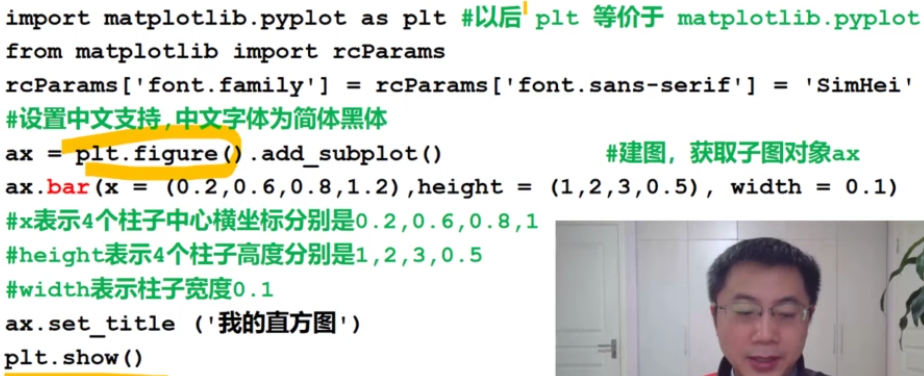 import matplotlib.pyplot as plt #以后 plt 等价于 matplotlib.pyplot
from matplotlib import rcParams
rcParams['font.family'] = rcParams['font.sans-serif'] = 'SimHei'
#设置中文支持,中文字体为简体黑体
ax = plt.figure().add_subplot() #建图，获取子图对象ax
ax.bar(x = (0.2,0.6,0.8,1.2),height = (1,2,3,0.5), width = 0.1)
#x表示4个柱子中心横坐标分别是0.2,0.6,0.8,1
#height表示4个柱子高度分别是1,2,3,0.5
#width表示柱子宽度0.1
ax.set_title ('我的直方图')
plt.show()